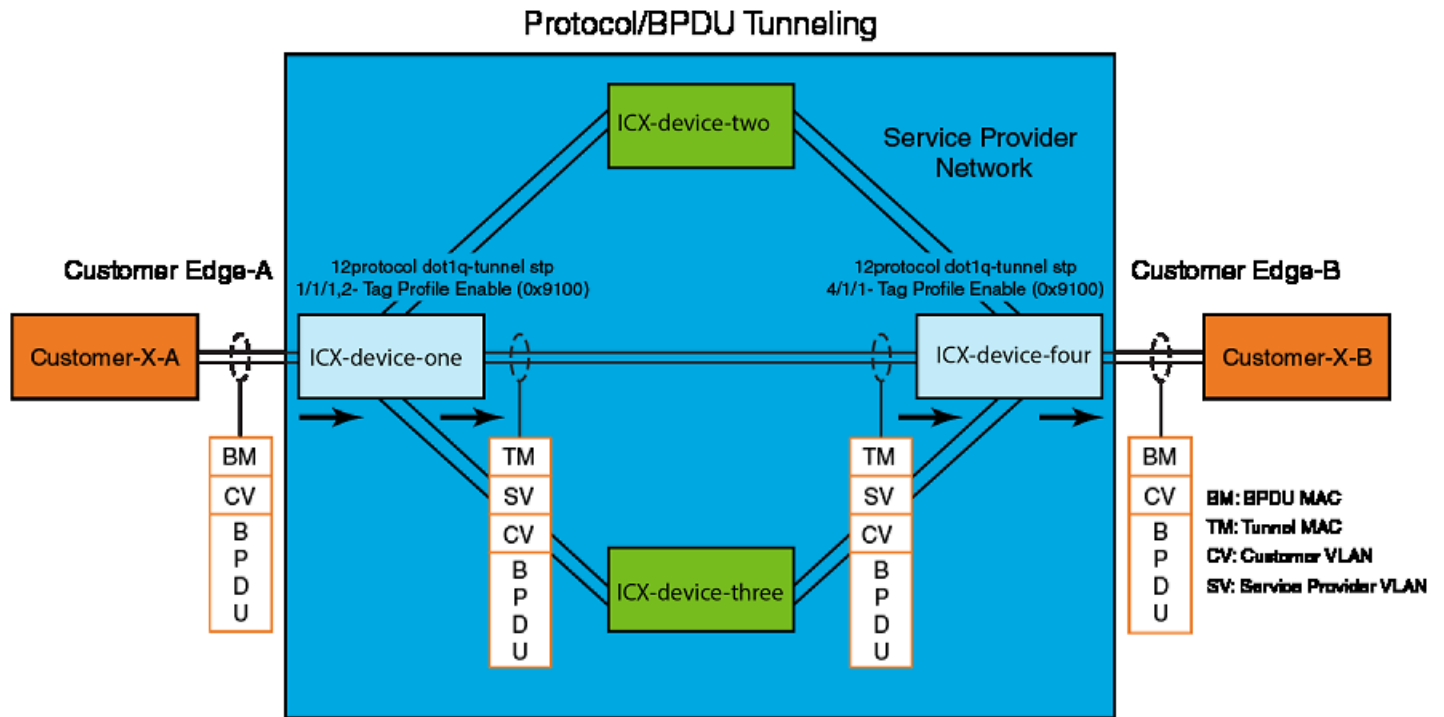 Protocol/BPDU Tunneling
ICX-device-two
Service Provider
Network
Customer Edge-A
12protocol dot1q-tunnel stp
1/1/1,2- Tag Profile Enable (0x9100)
12protocol dot1q-tunnel stp
4/1/1- Tag Profile Enable (0x9100)
Customer Edge-B
Customer-X-A
ICX-device-one
ICX-device-four
Customer-X-B
BM
CV
B
P
D
U
TM
SV
CV
B
P
D
U
ICX-device-three
TM
SV
CV
B
P
D
U
BM
CV
B
P
D
U
BM: BPDU MAC
TM: Tunnel MAC
CV: Customer VLAN
SV: Service Provider VLAN